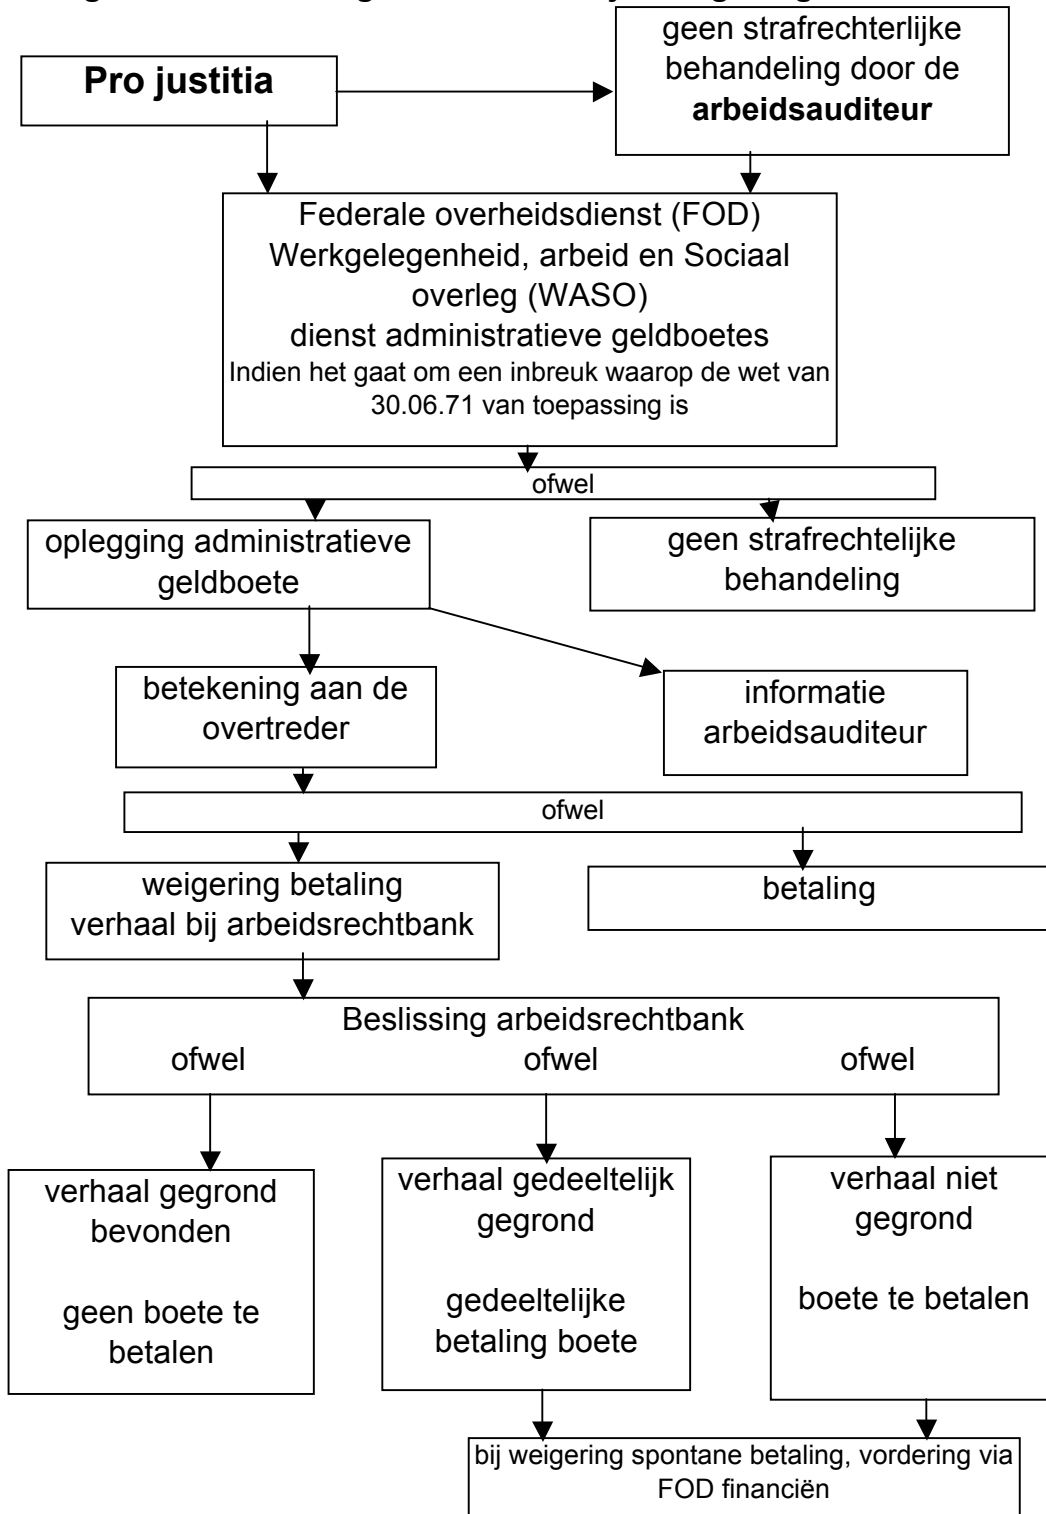 geen strafrechterlijke
behandeling door de
arbeidsauditeur
Pro justitia
Federale overheidsdienst (FOD)
Werkgelegenheid, arbeid en Sociaal
overleg (WASO)
dienst administratieve geldboetes
Indien het gaat om een inbreuk waarop de wet van
30.06.71 van toepassing is
ofwel
oplegging administratieve
geldboete
geen strafrechtelijke
behandeling
betekening aan de
overtreder
informatie
arbeidsauditeur
ofwel
weigering betaling
verhaal bij arbeidsrechtbank
betaling
Beslissing arbeidsrechtbank
ofwel ofwel ofwel
verhaal gegrond
bevonden
geen boete te
betalen
verhaal gedeeltelijk
gegrond
gedeeltelijke
betaling boete
verhaal niet
gegrond
boete te betalen
bij weigering spontane betaling, vordering via
FOD financiën